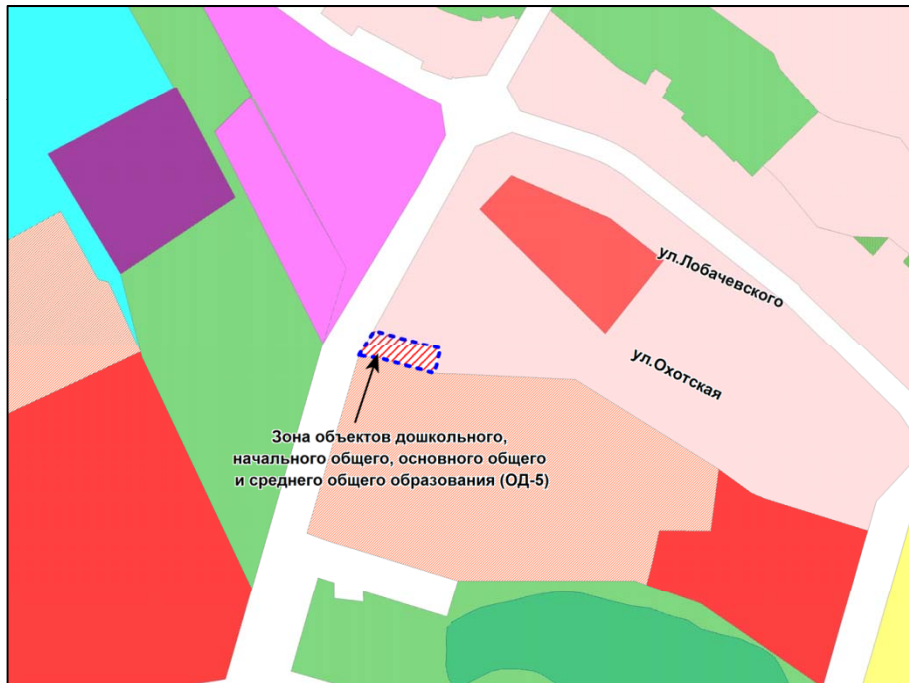 ул.Лобачевского
ул.Охотская
Зона объектов дошкольного,
начального общего, основного общего
и среднего общего образования (ОД-5)